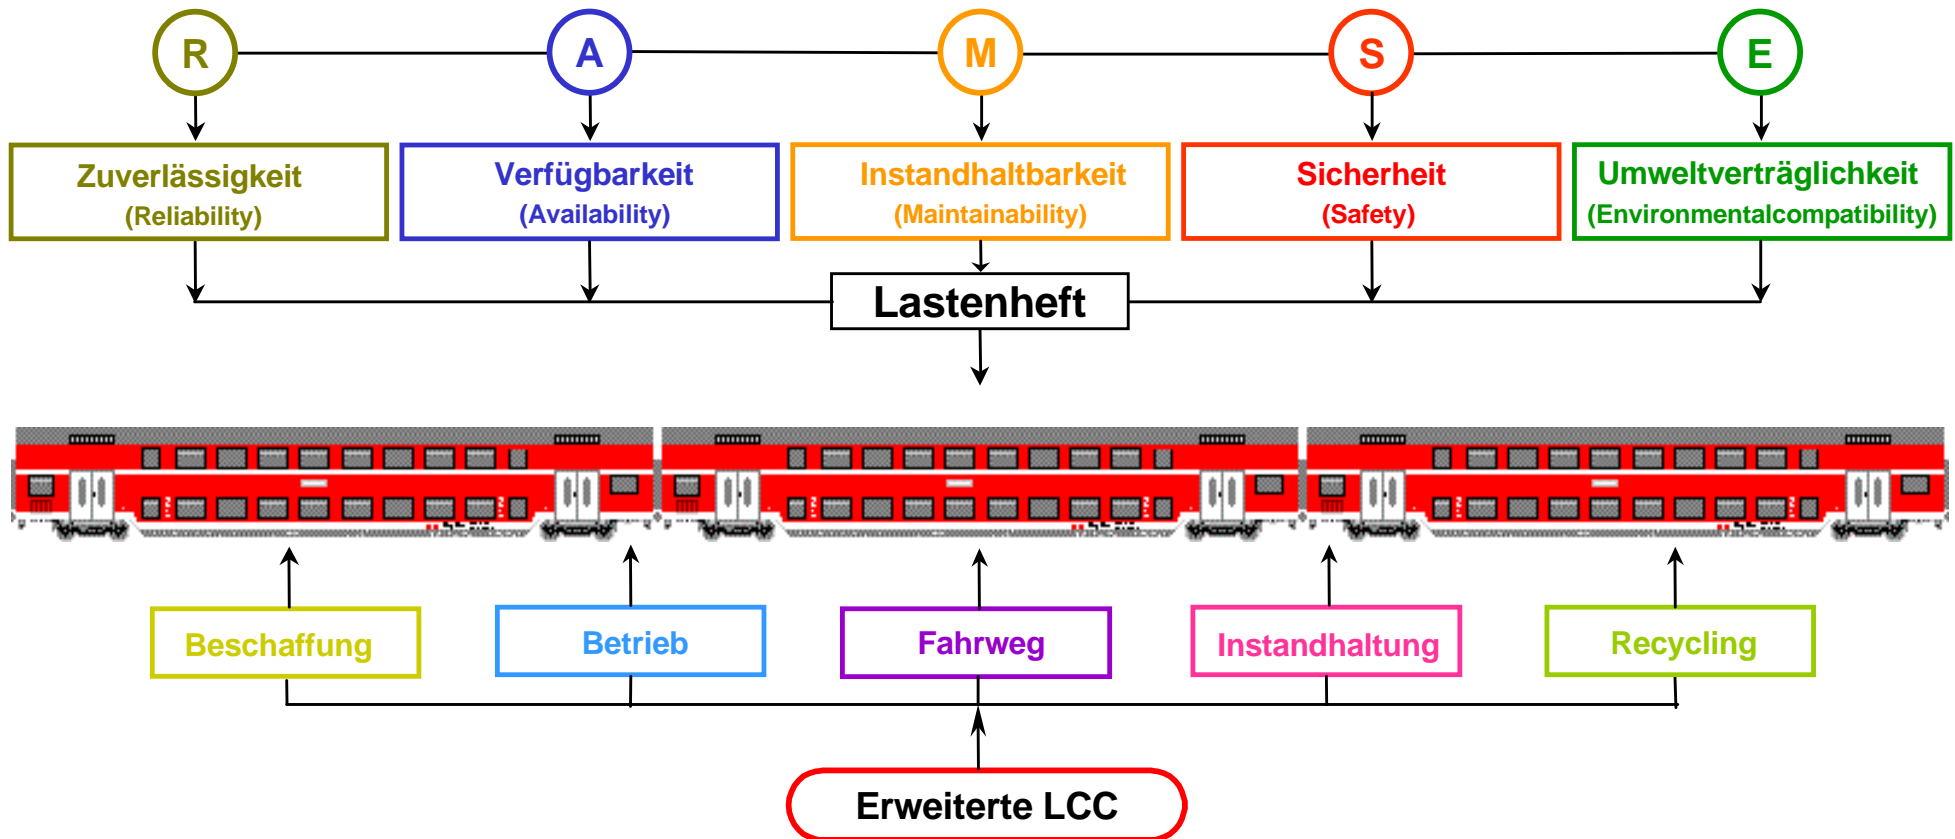 R A M S E
Zuverlässigkeit
(Reliability)
Verfügbarkeit
(Availability)
Instandhaltbarkeit
(Maintainability)
Sicherheit
(Safety)
Umweltverträglichkeit
(Environmentalcompatibility)
Lastenheft
Beschaffung
Betrieb
Fahrweg
Instandhaltung
Recycling
Erweiterte LCC